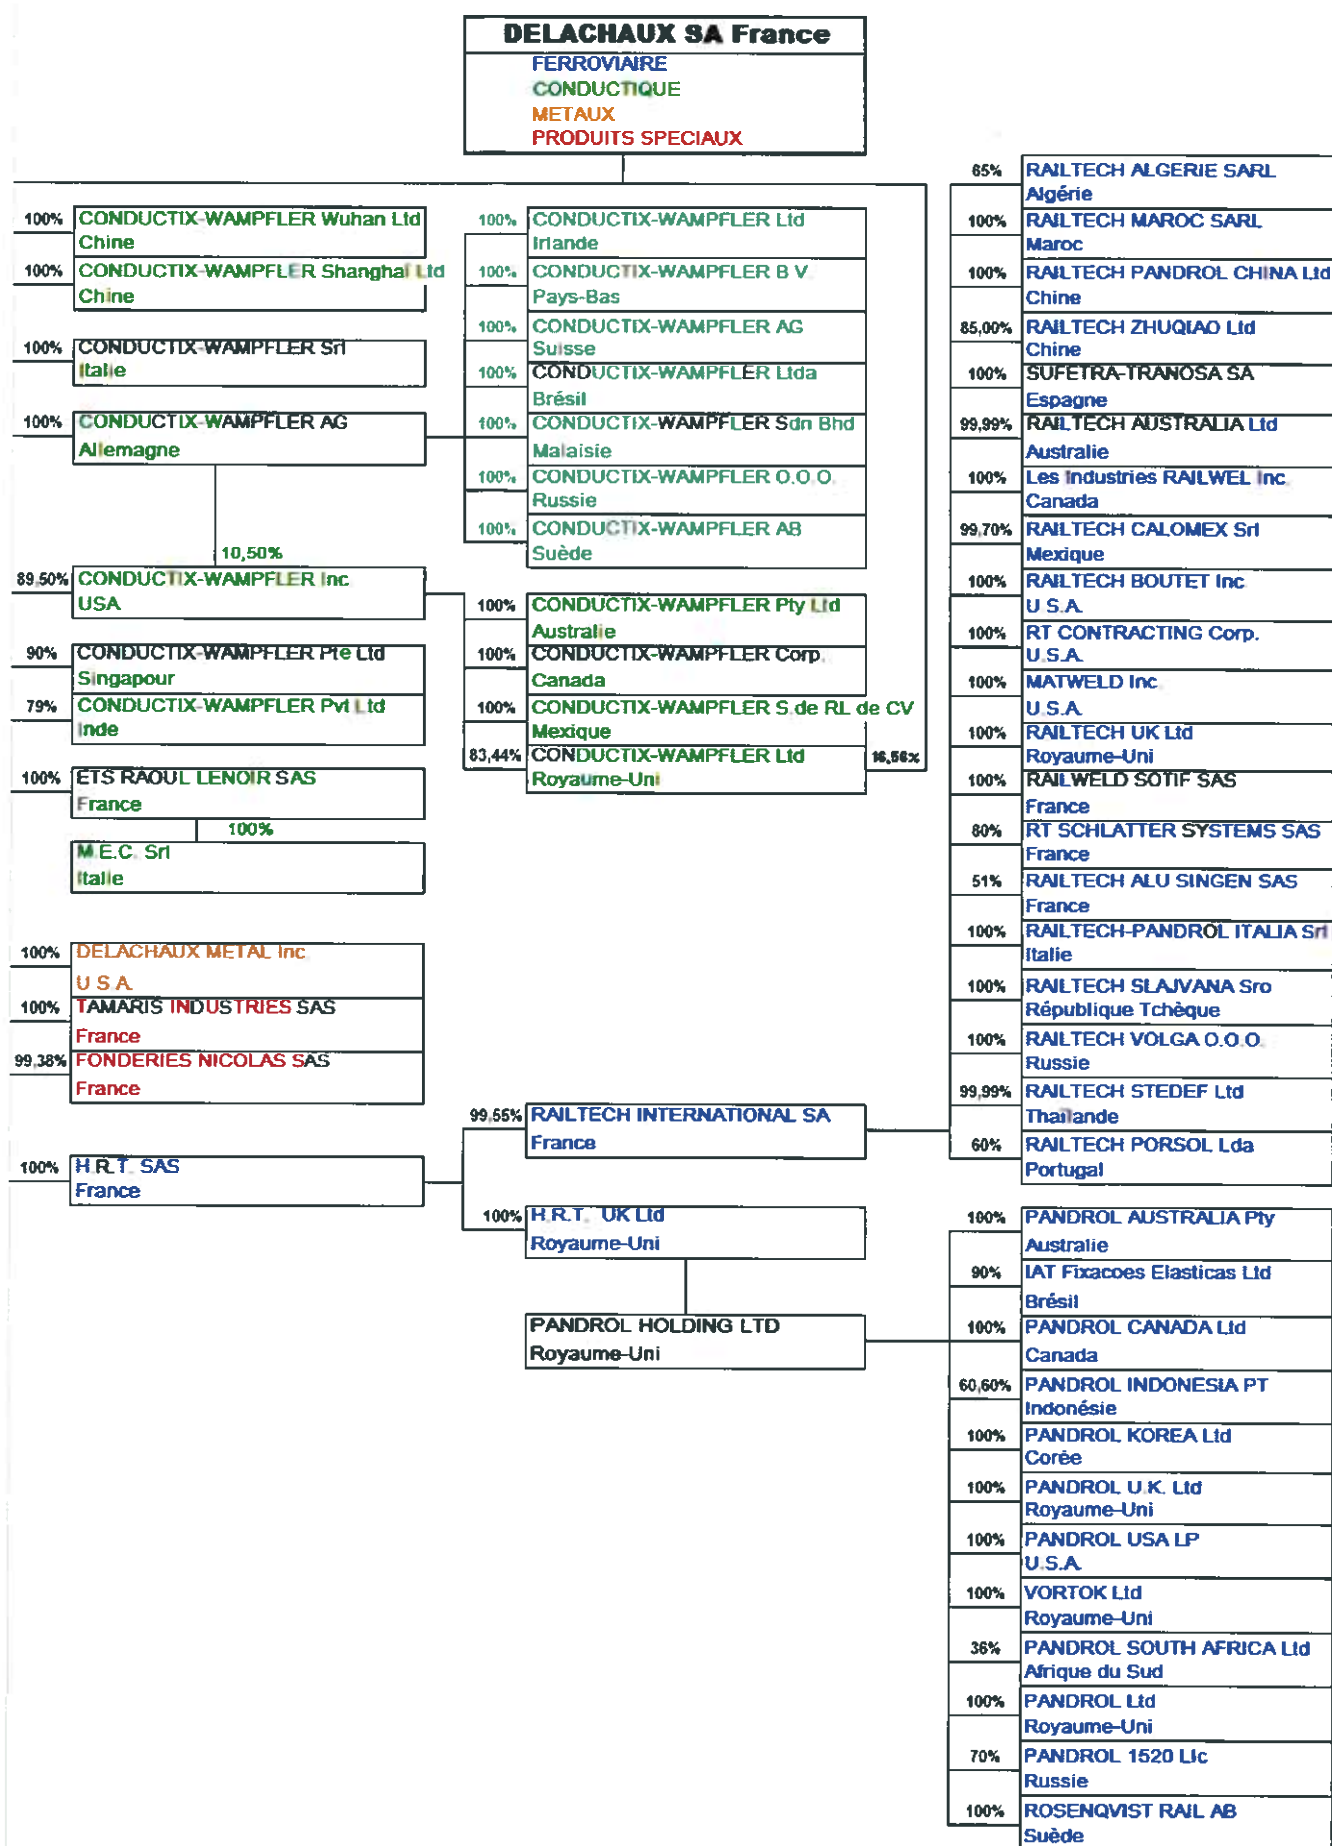 DELACHAUX SA France
FERROVIAIRE
CONDUCTIQUE
METAUX
PRODUITS SPECIAUX
100% CONDUCTIX-WAMPFLER Wuhan Ltd
Chine
100% CONDUCTIX-WAMPFLER Shanghai Ltd
Chine
100% CONDUCTIX-WAMPFLER Srl
Italie
100% CONDUCTIX-WAMPFLER AG
Allemagne
10,50%
89,50% CONDUCTIX-WAMPFLER Inc
USA
90% CONDUCTIX-WAMPFLER Pte Ltd
Singapour
79% CONDUCTIX-WAMPFLER Pvt Ltd
Inde
100% ETS RAOUL LENOIR SAS
France
100%
M.E.C. Srl
Italie
100% DELACHAUX METAL Inc
U S A
100% TAMARIS INDUSTRIES SAS
France
99,38% FONDERIES NICOLAS SAS
France
100% H.R.T. SAS
France
100% CONDUCTIX-WAMPFLER Ltd
Irlande
100% CONDUCTIX-WAMPFLER B V
Pays-Bas
100% CONDUCTIX-WAMPFLER AG
Suisse
100% CONDUCTIX-WAMPFLER Ltda
Brésil
100% CONDUCTIX-WAMPFLER Sdn Bhd
Malaisie
100% CONDUCTIX-WAMPFLER O.O.O.
Russie
100% CONDUCTIX-WAMPFLER AB
Suède
100% CONDUCTIX-WAMPFLER Pty Ltd
Australie
100% CONDUCTIX-WAMPFLER Corp.
Canada
100% CONDUCTIX-WAMPFLER S.de RL de CV
Mexique
83,44% CONDUCTIX-WAMPFLER Ltd 16,56%
Royaume-Uni
99,55% RAILTECH INTERNATIONAL SA
France
100% H.R.T. UK Ltd
Royaume-Uni
PANDROL HOLDING LTD
Royaume-Uni
65% RAILTECH ALGERIE SARL
Algérie
100% RAILTECH MAROC SARL
Maroc
100% RAILTECH PANDROL CHINA Ltd
Chine
85,00% RAILTECH ZHUQIAO Ltd
Chine
100% SUFETRA-TRANOSA SA
Espagne
99,99% RAILTECH AUSTRALIA Ltd
Australie
100% Les Industries RAILWEL Inc.
Canada
99,70% RAILTECH CALOMEX Srl
Mexique
100% RAILTECH BOUTET Inc
U S.A.
100% RT CONTRACTING Corp.
U.S.A.
100% MATWELD Inc
U.S.A.
100% RAILTECH UK Ltd
Royaume-Uni
100% RAILWELD SOTIF SAS
France
80% RT SCHLATTER SYSTEMS SAS
France
51% RAILTECH ALU SINGEN SAS
France
100% RAILTECH-PANDROL ITALIA Srl
Italie
100% RAILTECH SLAJVANA Sro
République Tchèque
100% RAILTECH VOLGA O.O.O.
Russie
99,99% RAILTECH STEDEF Ltd
Thaïlande
60% RAILTECH PORSOL Lda
Portugal
100% PANDROL AUSTRALIA Pty
Australie
90% IAT Fixacoes Elasticas Ltd
Brésil
100% PANDROL CANADA Ltd
Canada
60,60% PANDROL INDONESIA PT
Indonésie
100% PANDROL KOREA Ltd
Corée
100% PANDROL U.K. Ltd
Royaume-Uni
100% PANDROL USA LP
U.S.A.
100% VORTOK Ltd
Royaume-Uni
36% PANDROL SOUTH AFRICA Ltd
Afrique du Sud
100% PANDROL Ltd
Royaume-Uni
70% PANDROL 1520 Llc
Russie
100% ROSENQVIST RAIL AB
Suède